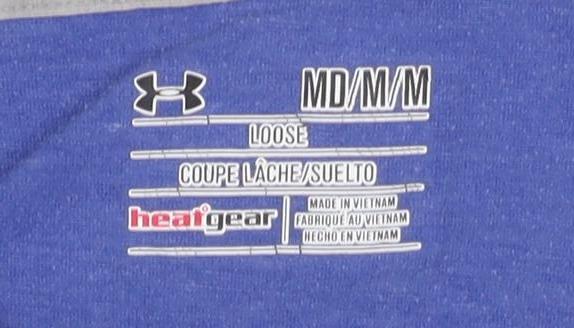 MD/M/M
LOOSE
COUPE LÂCHE/SUELTO
heatgear
MADE IN VIETNAM
FABRIQUÉ AU VIETNAM
HECHO EN VIETNAM